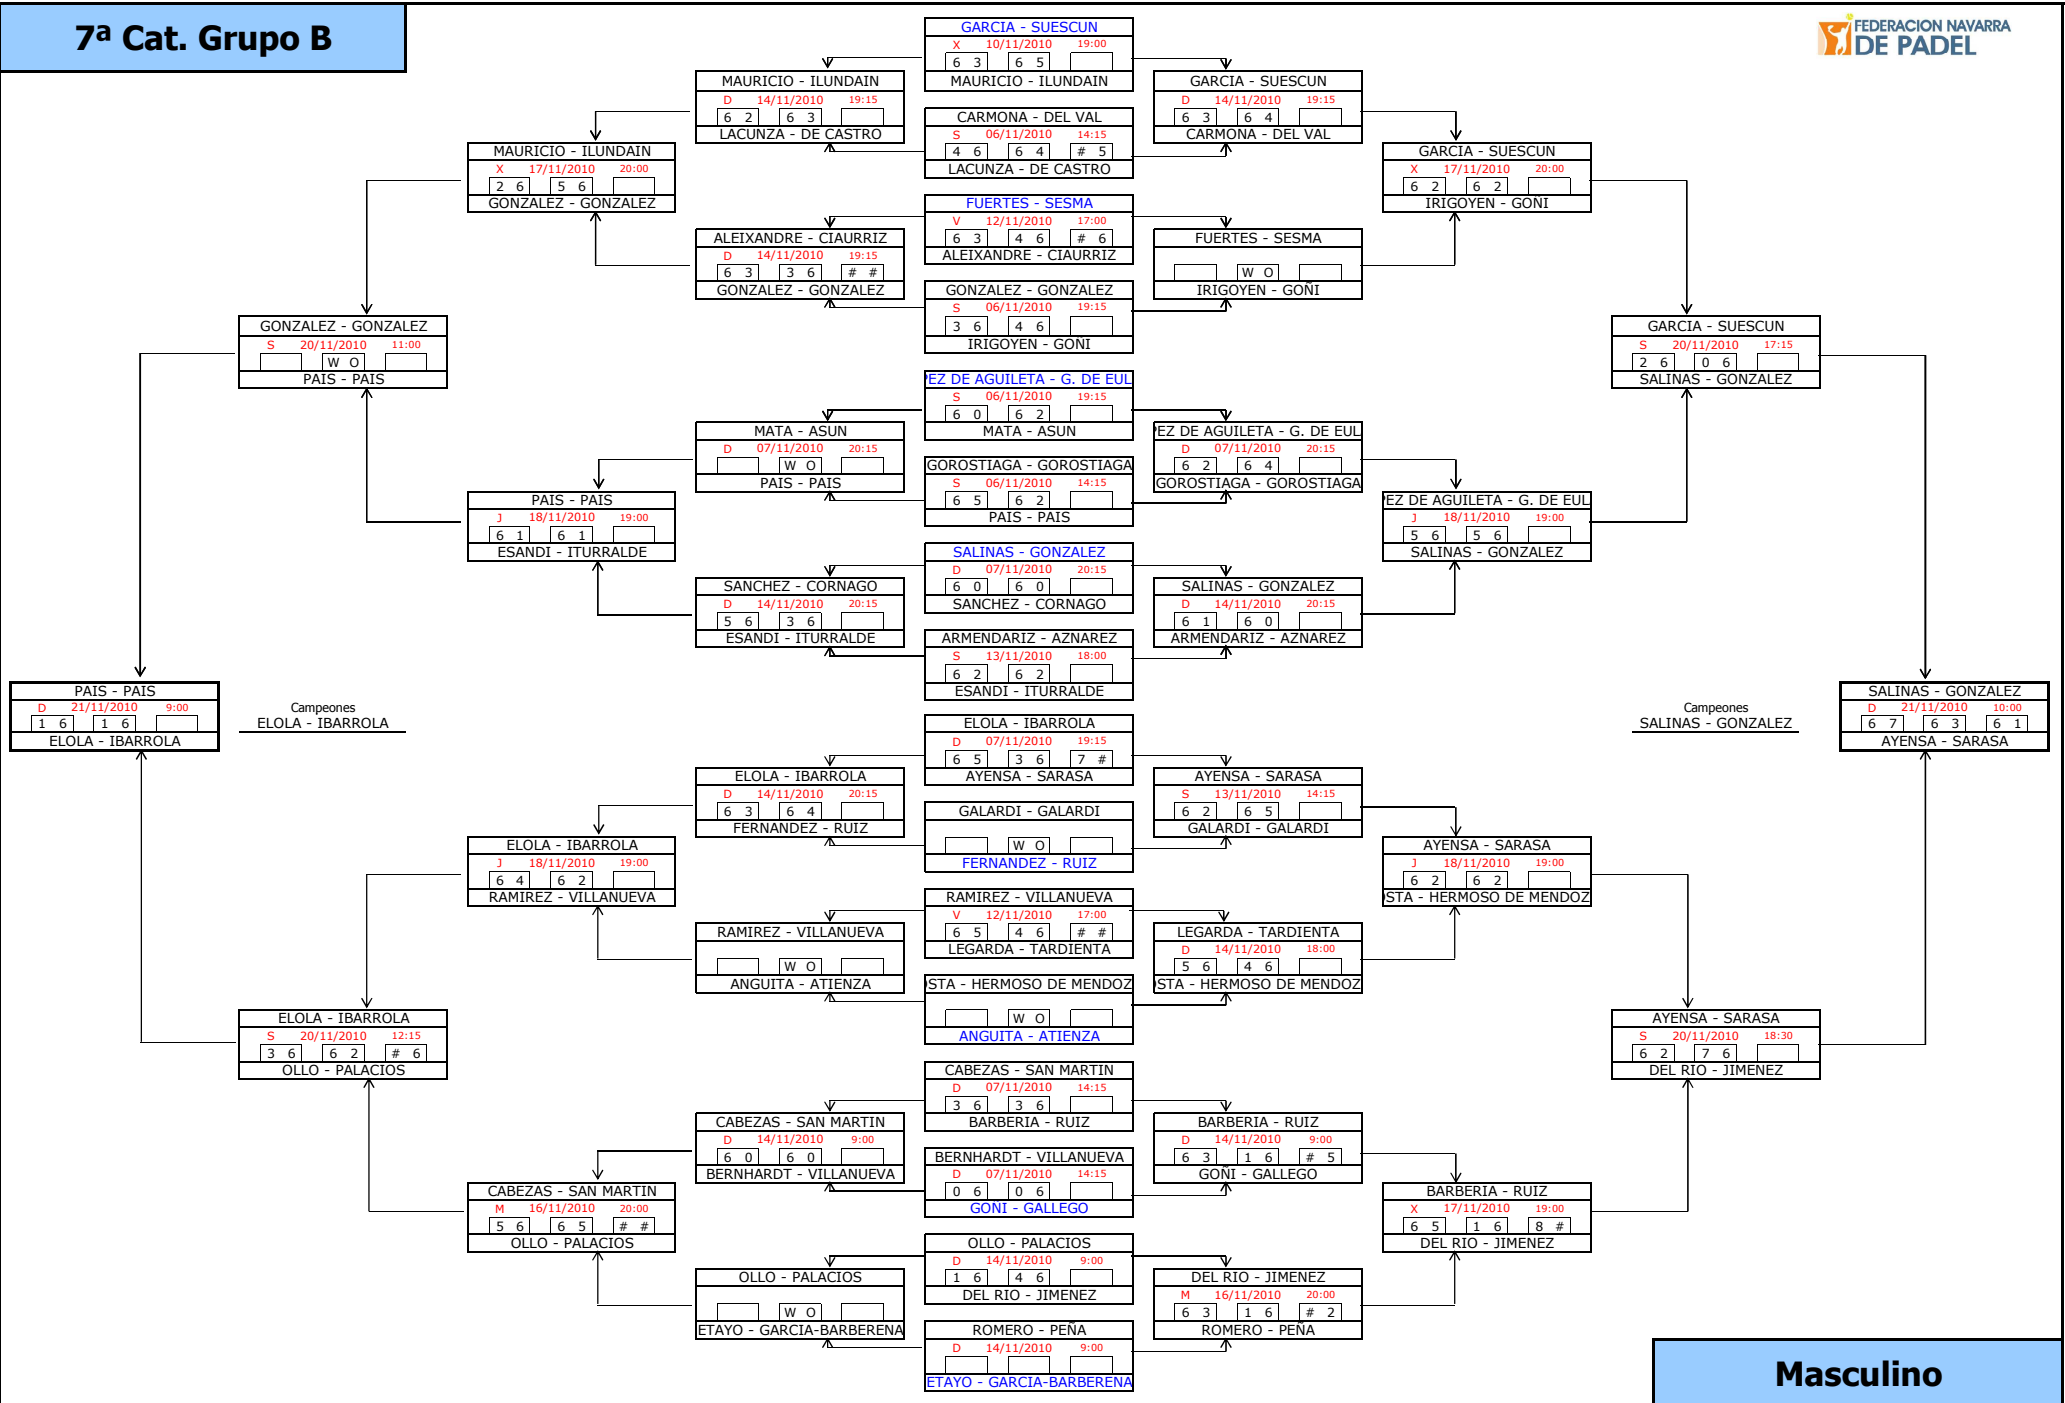 7ª Cat. Grupo B
FEDERACION NAVARRA
DE PADEL
GARCIA - SUESCUN
X 10/11/2010 19:00
6 3 6 5
MAURICIO - ILUNDAIN
CARMONA - DEL VAL
S 06/11/2010 14:15
4 6 6 4 # 5
LACUNZA - DE CASTRO
FUERTES - SESMA
V 12/11/2010 17:00
6 3 4 6 # 6
ALEIXANDRE - CIAURRIZ
GONZALEZ - GONZALEZ
S 06/11/2010 19:15
3 6 4 6
IRIGOYEN - GOÑI
PEZ DE AGUILETA - G. DE EUL
S 06/11/2010 19:15
6 0 6 2
MATA - ASUN
GOROSTIAGA - GOROSTIAGA
S 06/11/2010 14:15
6 5 6 2
PAIS - PAIS
SALINAS - GONZALEZ
D 07/11/2010 20:15
6 0 6 0
SANCHEZ - CORNAGO
ARMENDARIZ - AZNAREZ
S 13/11/2010 18:00
6 2 6 2
ESANDI - ITURRALDE
ELOLA - IBARROLA
D 07/11/2010 19:15
6 5 3 6 7 #
AYENSA - SARASA
GALARDI - GALARDI
W O
FERNANDEZ - RUIZ
RAMIREZ - VILLANUEVA
V 12/11/2010 17:00
6 5 4 6 # #
LEGARDA - TARDIENTA
OSTA - HERMOSO DE MENDOZ
W O
ANGUITA - ATIENZA
CABEZAS - SAN MARTIN
D 07/11/2010 14:15
3 6 3 6
BARBERIA - RUIZ
BERNHARDT - VILLANUEVA
D 07/11/2010 14:15
0 6 0 6
GOÑI - GALLEGO
OLLO - PALACIOS
D 14/11/2010 9:00
1 6 4 6
DEL RIO - JIMENEZ
ROMERO - PEÑA
D 14/11/2010 9:00
ETAYO - GARCIA-BARBERENA
MAURICIO - ILUNDAIN
D 14/11/2010 19:15
6 2 6 3
LACUNZA - DE CASTRO
ALEIXANDRE - CIAURRIZ
D 14/11/2010 19:15
6 3 3 6 # #
GONZALEZ - GONZALEZ
MATA - ASUN
D 07/11/2010 20:15
W O
PAIS - PAIS
SANCHEZ - CORNAGO
D 14/11/2010 20:15
5 6 3 6
ESANDI - ITURRALDE
ELOLA - IBARROLA
D 14/11/2010 20:15
6 3 6 4
FERNANDEZ - RUIZ
RAMIREZ - VILLANUEVA
W O
ANGUITA - ATIENZA
CABEZAS - SAN MARTIN
D 14/11/2010 9:00
6 0 6 0
BERNHARDT - VILLANUEVA
OLLO - PALACIOS
W O
ETAYO - GARCIA-BARBERENA
MAURICIO - ILUNDAIN
X 17/11/2010 20:00
2 6 5 6
GONZALEZ - GONZALEZ
PAIS - PAIS
J 18/11/2010 19:00
6 1 6 1
ESANDI - ITURRALDE
ELOLA - IBARROLA
J 18/11/2010 19:00
6 4 6 2
RAMIREZ - VILLANUEVA
CABEZAS - SAN MARTIN
M 16/11/2010 20:00
5 6 6 5 # #
OLLO - PALACIOS
GONZALEZ - GONZALEZ
S 20/11/2010 11:00
W O
PAIS - PAIS
ELOLA - IBARROLA
S 20/11/2010 12:15
3 6 6 2 # 6
OLLO - PALACIOS
PAIS - PAIS
D 21/11/2010 9:00
1 6 1 6
ELOLA - IBARROLA
Campeones
ELOLA - IBARROLA
GARCIA - SUESCUN
D 14/11/2010 19:15
6 3 6 4
CARMONA - DEL VAL
FUERTES - SESMA
W O
IRIGOYEN - GOÑI
PEZ DE AGUILETA - G. DE EUL
D 07/11/2010 20:15
6 2 6 4
GOROSTIAGA - GOROSTIAGA
SALINAS - GONZALEZ
D 14/11/2010 20:15
6 1 6 0
ARMENDARIZ - AZNAREZ
AYENSA - SARASA
S 13/11/2010 14:15
6 2 6 5
GALARDI - GALARDI
LEGARDA - TARDIENTA
D 14/11/2010 18:00
5 6 4 6
OSTA - HERMOSO DE MENDOZ
BARBERIA - RUIZ
D 14/11/2010 9:00
6 3 1 6 # 5
GOÑI - GALLEGO
DEL RIO - JIMENEZ
M 16/11/2010 20:00
6 3 1 6 # 2
ROMERO - PEÑA
GARCIA - SUESCUN
X 17/11/2010 20:00
6 2 6 2
IRIGOYEN - GOÑI
PEZ DE AGUILETA - G. DE EUL
J 18/11/2010 19:00
5 6 5 6
SALINAS - GONZALEZ
AYENSA - SARASA
J 18/11/2010 19:00
6 2 6 2
OSTA - HERMOSO DE MENDOZ
BARBERIA - RUIZ
X 17/11/2010 19:00
6 5 1 6 8 #
DEL RIO - JIMENEZ
GARCIA - SUESCUN
S 20/11/2010 17:15
2 6 0 6
SALINAS - GONZALEZ
AYENSA - SARASA
S 20/11/2010 18:30
6 2 7 6
DEL RIO - JIMENEZ
Campeones
SALINAS - GONZALEZ
SALINAS - GONZALEZ
D 21/11/2010 10:00
6 7 6 3 6 1
AYENSA - SARASA
Masculino